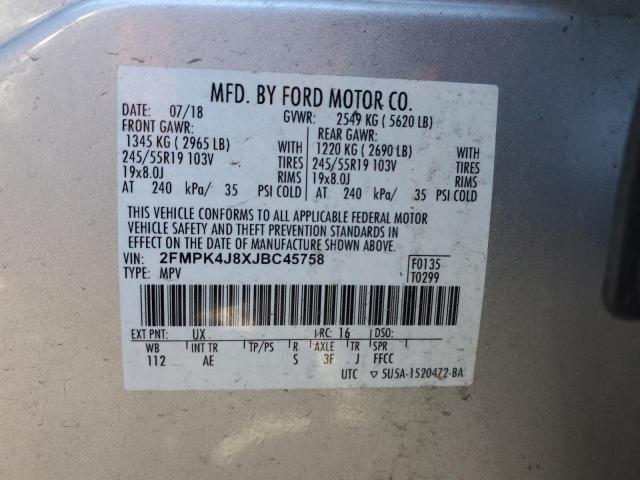 MFD. BY FORD MOTOR CO.
DATE: 07/18 GVWR: 2549 KG ( 5620 LB)
FRONT GAWR: REAR GAWR:
1345 KG ( 2965 LB) 1220 KG ( 2690 LB)
245/55R19 103V TIRES 245/55R19 103V TIRES
19x8.0J RIMS 19x8.0J RIMS
AT 240 kPa/ 35 PSI COLD AT 240 kPa/ 35 PSI COLD
THIS VEHICLE CONFORMS TO ALL APPLICABLE FEDERAL MOTOR
VEHICLE SAFETY AND THEFT PREVENTION STANDARDS IN
EFFECT ON THE DATE OF MANUFACTURE SHOWN ABOVE.
VIN: 2FMPK4J8XJBC45758 F0135
TYPE: MPV T0299
EXT PNT: UX RC: 16 DSO:
WB INT TR TP/PS R AXLE TR SPR
112 AE S 3F J FFCC
UTC 5U5A-1520472-BA